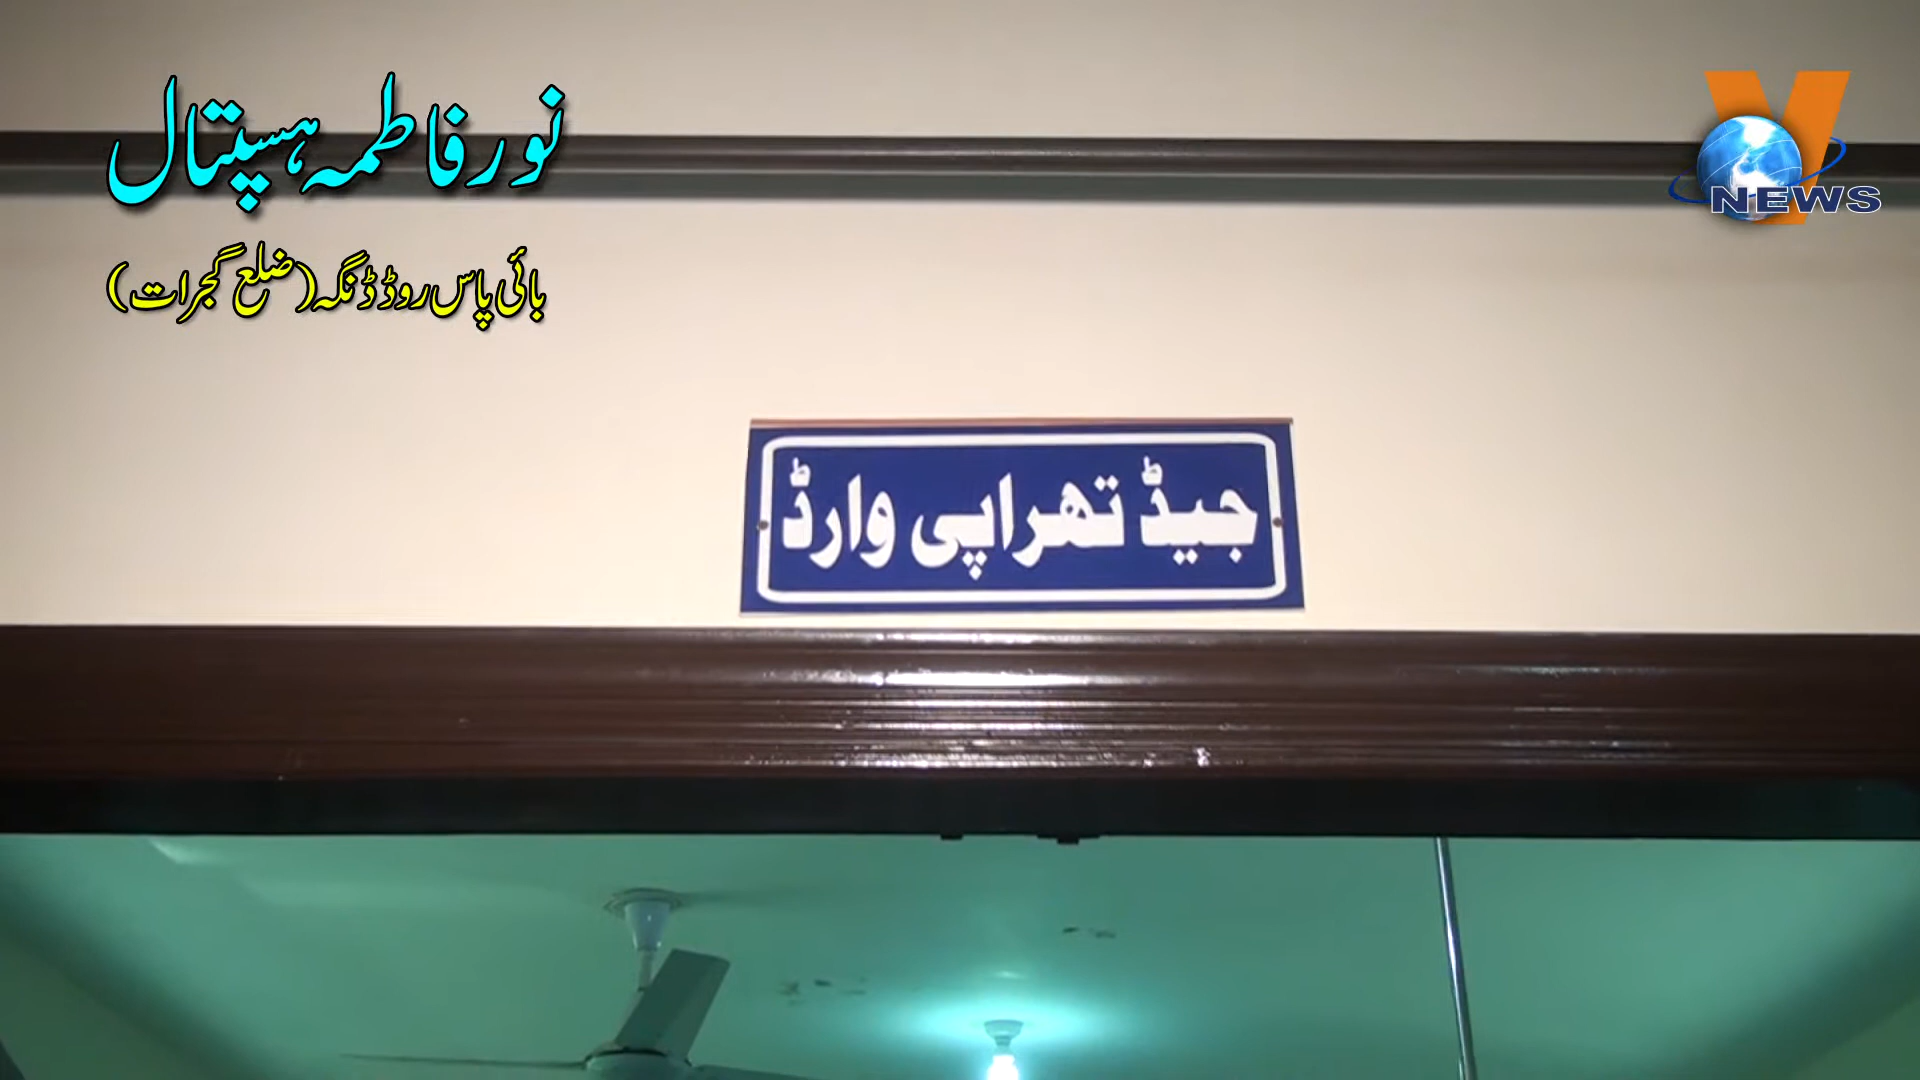 نور فاطمہ ہسپتال
بائی پاس روڈ ڈنگہ (ضلع گجرات)
V NEWS
جیڈ تھراپی وارڈ